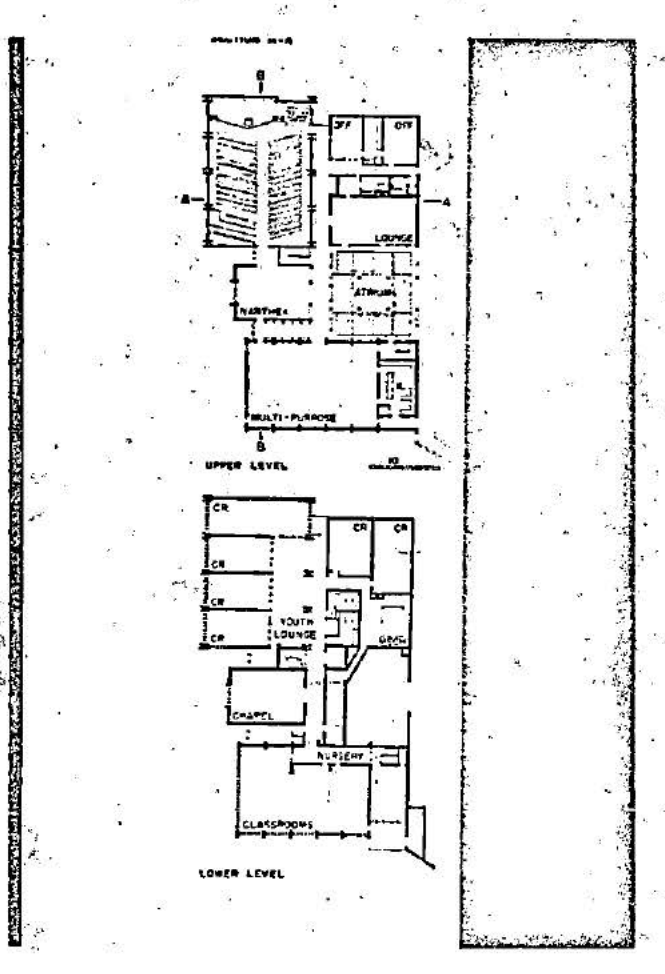 B
OFF OFF
A A
LOUNGE
ATRIUM
NARTHEX
K
MULTI-PURPOSE
B
UPPER LEVEL
CR
CR CR
CR
CR
YOUTH
LOUNGE
CR
CHAPEL
NURSERY
CLASSROOMS
LOWER LEVEL